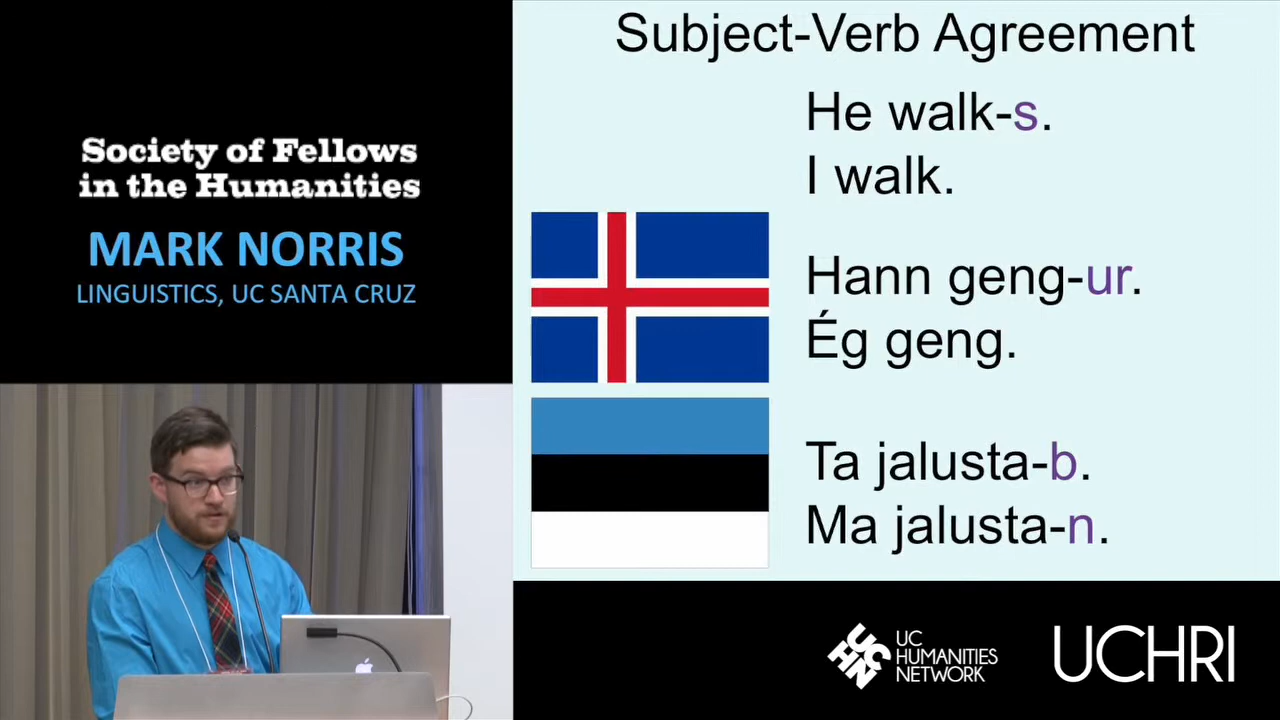 Society of Fellows
in the Humanities
MARK NORRIS
LINGUISTICS, UC SANTA CRUZ
Subject-Verb Agreement
He walk-s.
I walk.
Hann geng-ur.
Ég geng.
Ta jalusta-b.
Ma jalusta-n.
UC
HUMANITIES
NETWORK
UCHRI